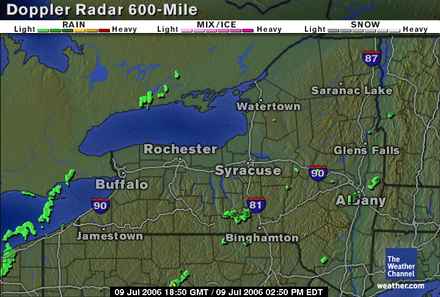 Doppler Radar 600-Mile
RAIN MIX/ICE SNOW
Light Heavy Light Heavy Light Heavy
87
Saranac Lake
Watertown
Rochester
Glens Falls
Syracuse
90
Buffalo
Albany
90
81
Jamestown
Binghamton
The
Weather
Channel
weather.com
09 Jul 2006 18:50 GMT / 09 Jul 2006 02:50 PM EDT